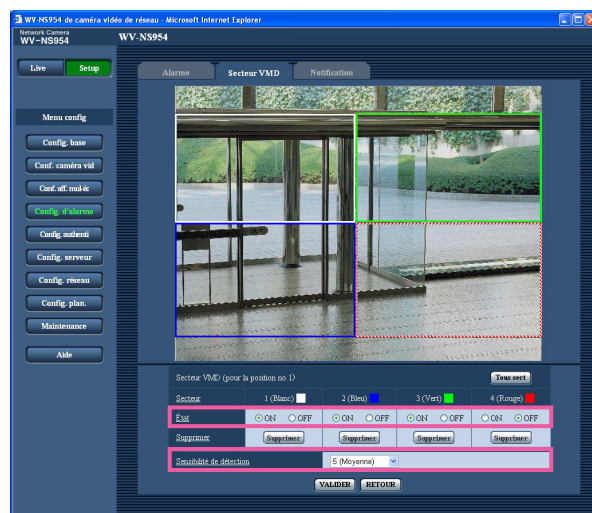 WV-NS954 de caméra vidéo de réseau - Microsoft Internet Explorer
Network Camera
WV-NS954
WV-NS954
Live Setup
Alarme Secteur VMD Notification
Menu config
Config. base
Conf. caméra vid
Conf. aff. mul-éc
Config. d'alarme
Config. authenti
Config. serveur
Config. réseau
Config. plan.
Maintenance
Aide
OUT
Secteur VMD (pour la position no.1) Tous sect
Secteur 1 (Blanc) 2 (Bleu) 3 (Vert) 4 (Rouge)
État ON OFF ON OFF ON OFF ON OFF
Supprimer Supprimer Supprimer Supprimer Supprimer
Sensibilité de détection 5 (Moyenne)
VALIDER RETOUR